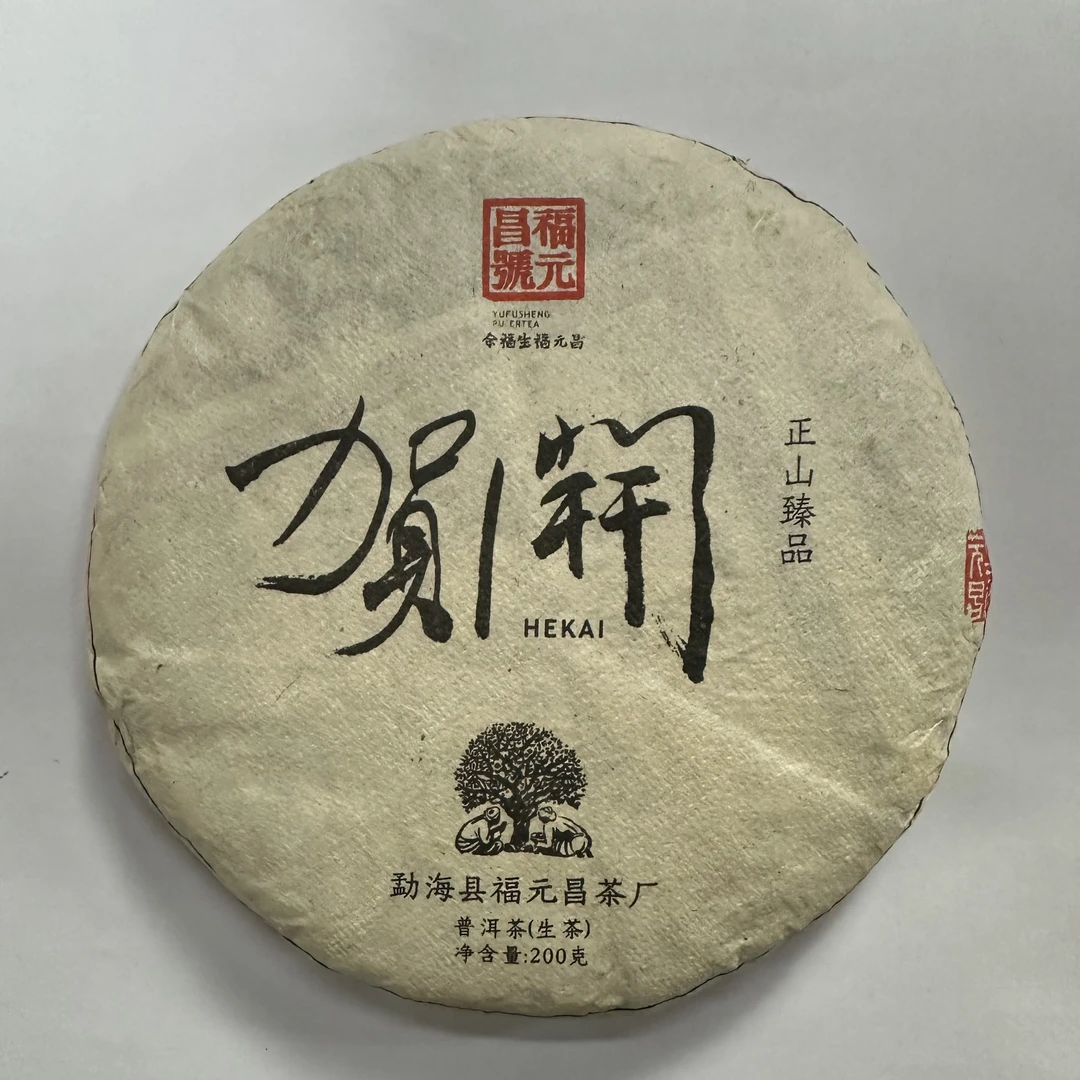 福元
昌號
YUFUSHENG
PU'ERTEA
余福生福元昌
賀開
HEKAI
正山臻品
勐海县福元昌茶厂
普洱茶(生茶)
净含量:200克